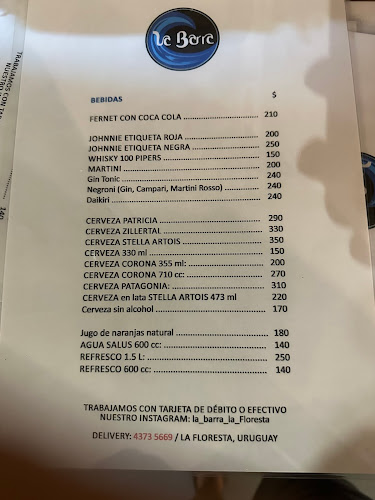 La Barra
BEBIDAS $
FERNET CON COCA COLA ........................... 210
JOHNNIE ETIQUETA ROJA ........................... 200
JOHNNIE ETIQUETA NEGRA ........................... 250
WHISKY 100 PIPERS ........................... 150
MARTINI ........................... 200
Gin Tonic ........................... 240
Negroni (Gin, Campari, Martini Rosso) ............ 240
Daikiri ........................... 240
CERVEZA PATRICIA ........................... 290
CERVEZA ZILLERTAL ........................... 330
CERVEZA STELLA ARTOIS ........................... 350
CERVEZA 330 ml ........................... 150
CERVEZA CORONA 355 ml: ........................... 200
CERVEZA CORONA 710 cc: ........................... 270
CERVEZA PATAGONIA: ........................... 310
CERVEZA en lata STELLA ARTOIS 473 ml 220
Cerveza sin alcohol ........................... 170
Jugo de naranjas natural ........................... 180
AGUA SALUS 600 cc: ........................... 140
REFRESCO 1.5 L: ........................... 250
REFRESCO 600 cc: ........................... 140
TRABAJAMOS CON TARJETA DE DÉBITO O EFECTIVO
NUESTRO INSTAGRAM: la_barra_la_Floresta
DELIVERY: 4373 5669 / LA FLORESTA, URUGUAY
TRABAJAMOS CON TAR
NUESTRO
140